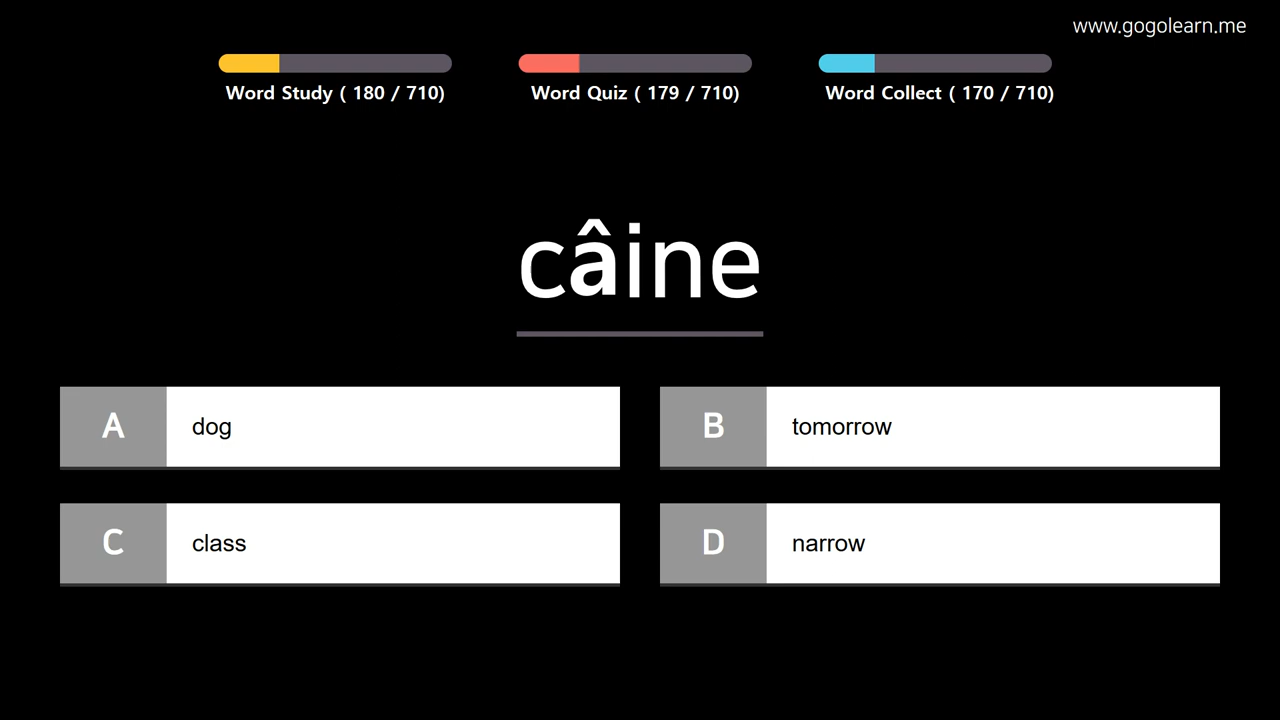 www.gogolearn.me
Word Study ( 180 / 710)
Word Quiz ( 179 / 710)
Word Collect ( 170 / 710)
câine
A dog
B tomorrow
C class
D narrow